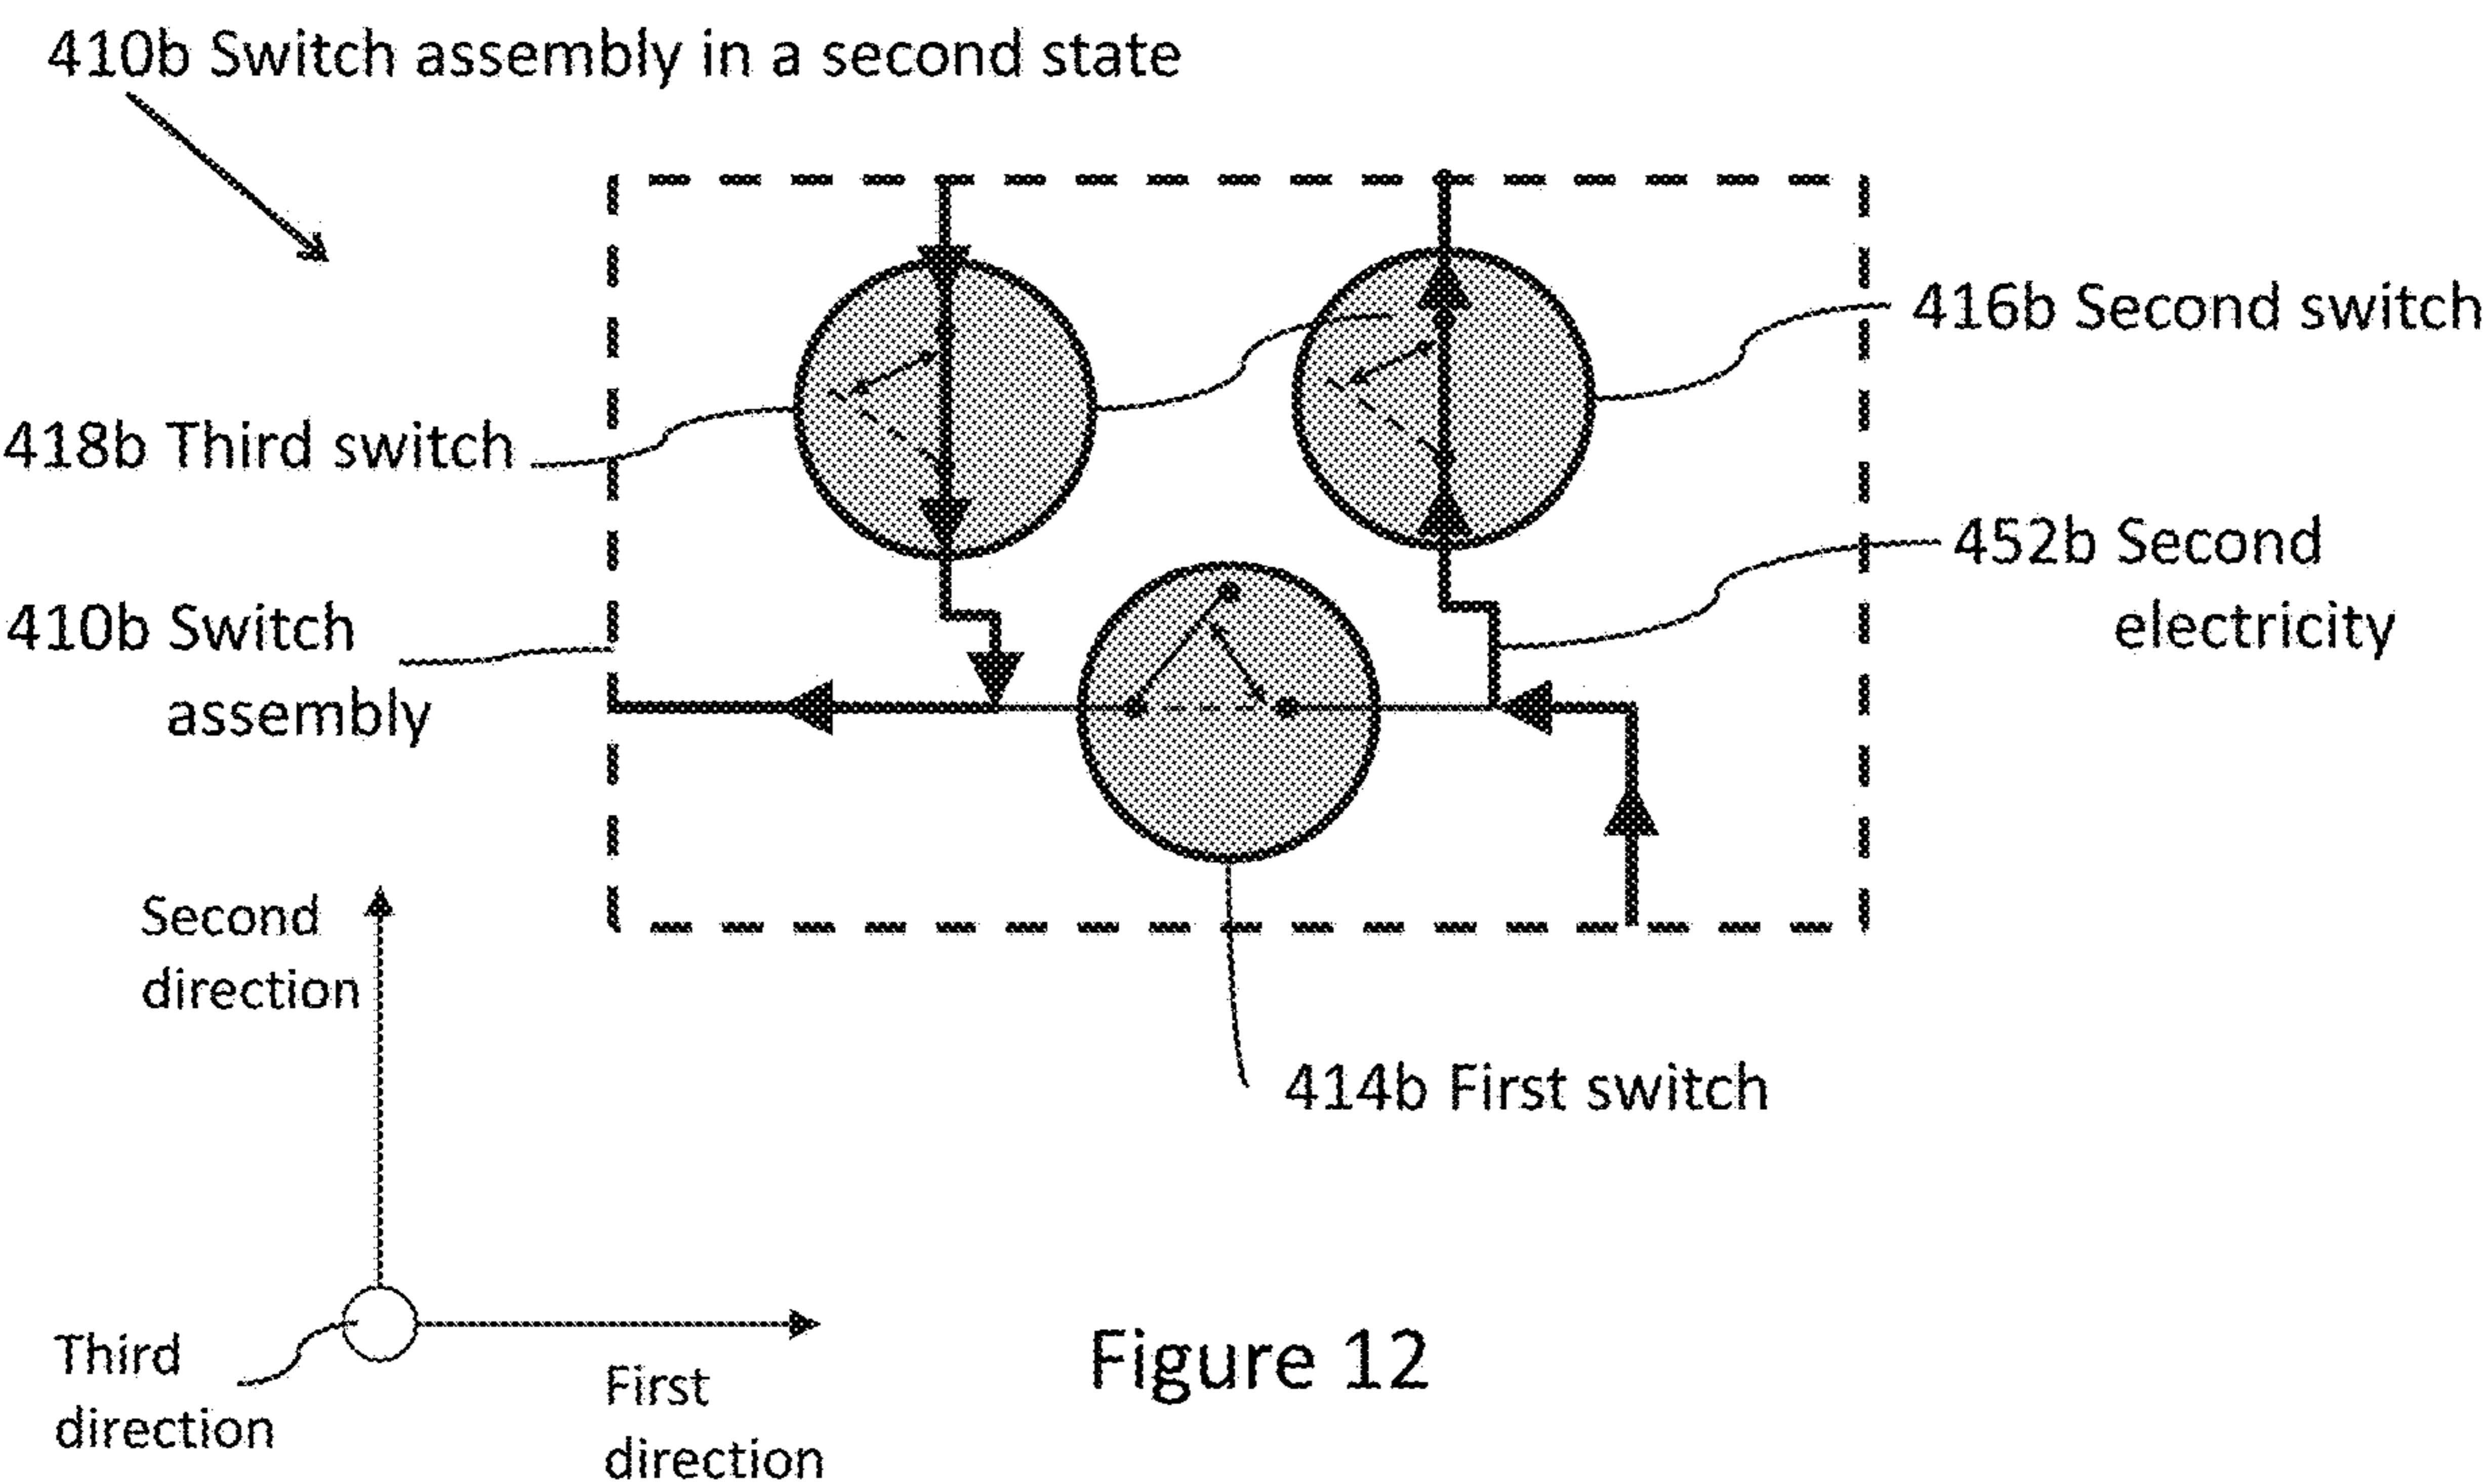 410b Switch assembly in a second state
416b Second switch
418b Third switch
452b Second
electricity
410b Switch
assembly
Second
direction
414b First switch
Third
direction
First
direction
Figure 12